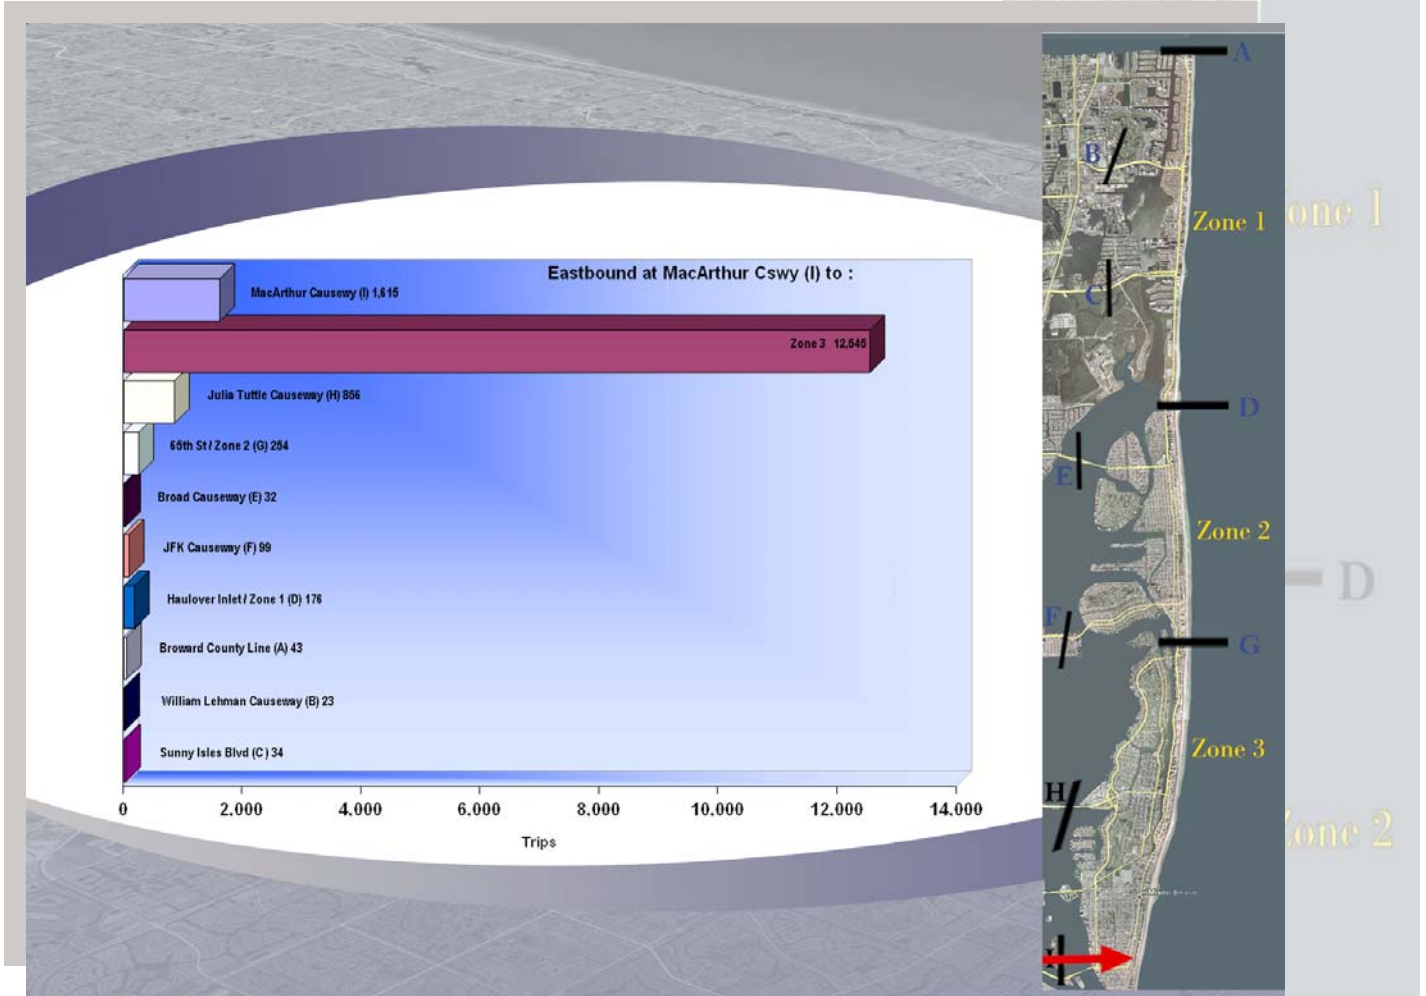 Eastbound at MacArthur Cswy (I) to :
MacArthur Causewy (I) 1,615
Zone 3 12,545
Julia Tuttle Causeway (H) 856
65th St / Zone 2 (G) 254
Broad Causeway (E) 32
JFK Causeway (F) 99
Haulover Inlet / Zone 1 (D) 176
Broward County Line (A) 43
William Lehman Causeway (B) 23
Sunny Isles Blvd (C) 34
0 2,000 4,000 6,000 8,000 10,000 12,000 14,000
Trips
A
B
Zone 1
C
D
E
Zone 2
F
G
Zone 3
H
I
one 1
D
Zone 2